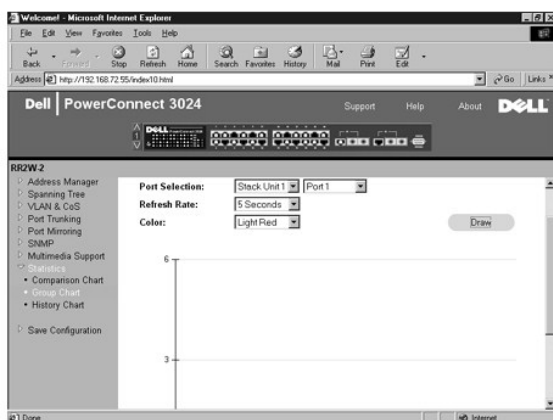 Welcome! - Microsoft Internet Explorer
File Edit View Favorites Tools Help
Back Forward Stop Refresh Home Search Favorites History Mail Print Edit
Address http://192.168.72.55/index10.html Go Links
Dell PowerConnect 3024 Support Help About DELL
DELL
RR2W-2
Address Manager
Spanning Tree
VLAN & CoS
Port Trunking
Port Mirroring
SNMP
Multimedia Support
Statistics
Comparison Chart
Group Chart
History Chart
Save Configuration
Port Selection: Stack Unit 1 Port 1
Refresh Rate: 5 Seconds
Color: Light Red Draw
6
3
Done Internet